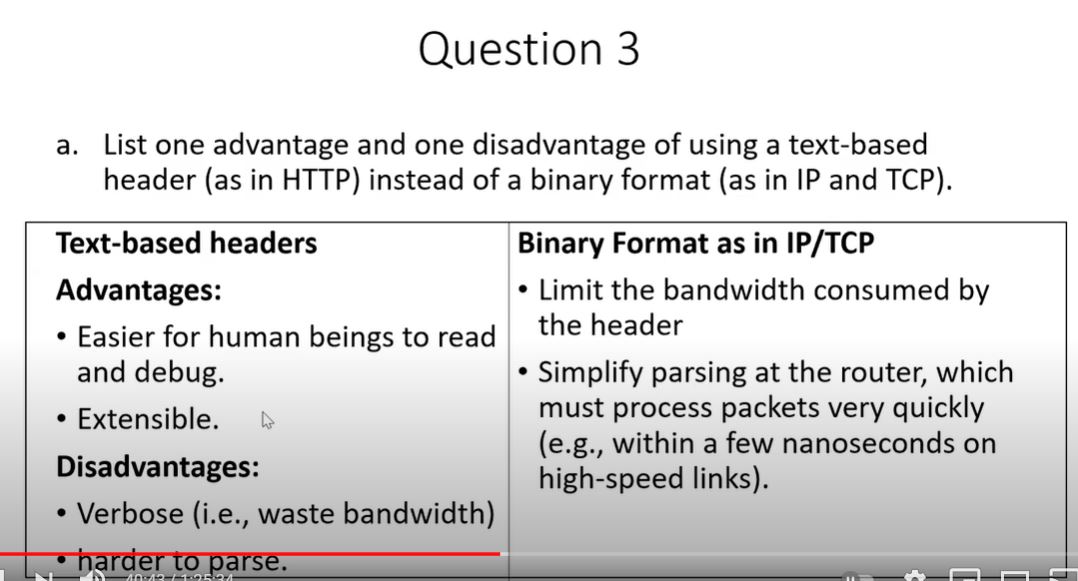 Question 3
a. List one advantage and one disadvantage of using a text-based
header (as in HTTP) instead of a binary format (as in IP and TCP).
Text-based headers
Advantages:
• Easier for human beings to read
and debug.
• Extensible.
Disadvantages:
• Verbose (i.e., waste bandwidth)
• harder to parse.
Binary Format as in IP/TCP
• Limit the bandwidth consumed by
the header
• Simplify parsing at the router, which
must process packets very quickly
(e.g., within a few nanoseconds on
high-speed links).
40:43 / 1:25:34